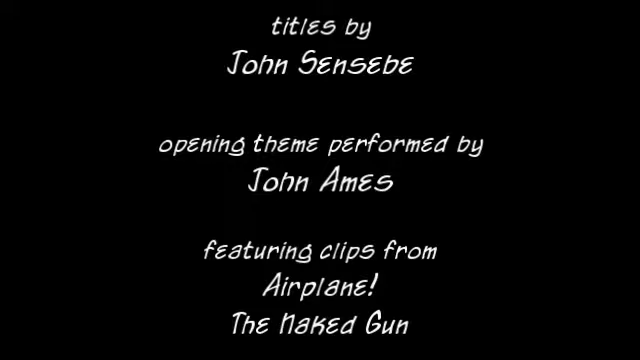 titles by
John Sensebe
opening theme performed by
John Ames
featuring clips from
Airplane!
The Naked Gun